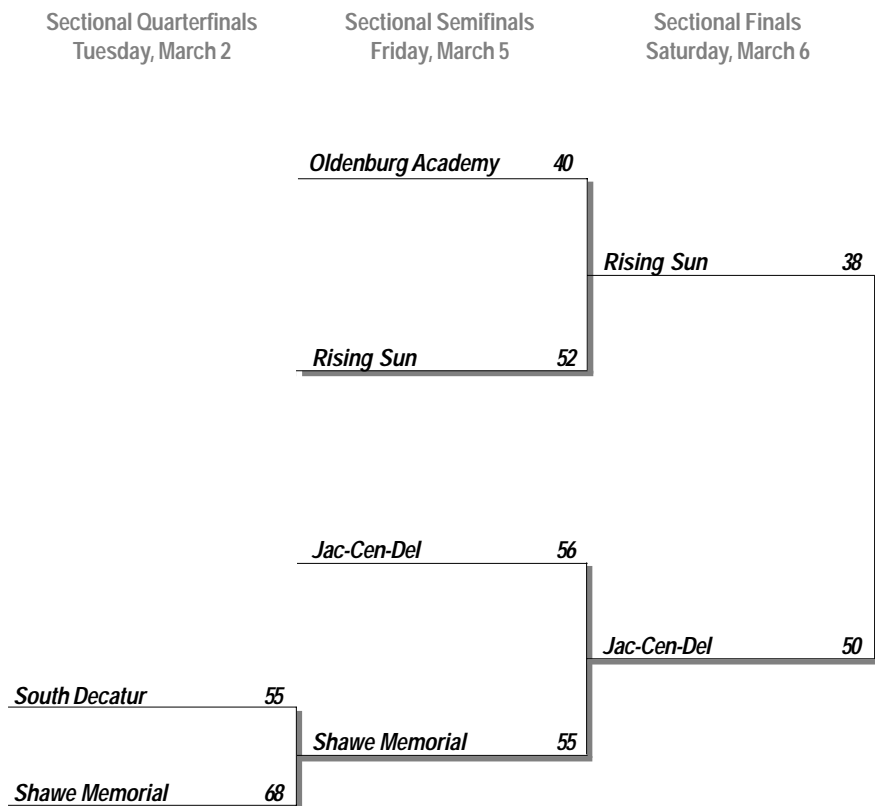 Sectional Quarterfinals
Tuesday, March 2
Sectional Semifinals
Friday, March 5
Sectional Finals
Saturday, March 6
Oldenburg Academy 40
Rising Sun 38
Rising Sun 52
Jac-Cen-Del 56
Jac-Cen-Del 50
South Decatur 55
Shawe Memorial 55
Shawe Memorial 68